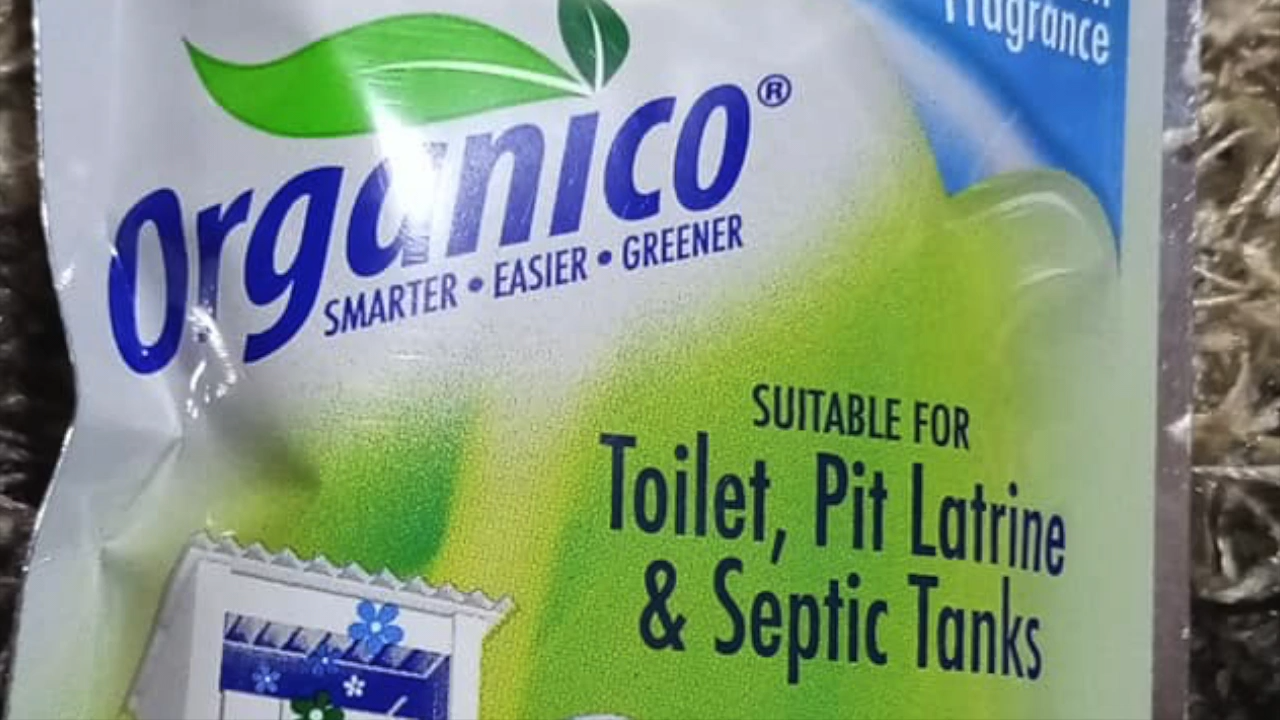 Fragrance
Organico®
SMARTER • EASIER • GREENER
SUITABLE FOR
Toilet, Pit Latrine
& Septic Tanks